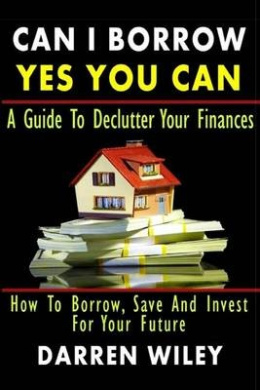 CAN I BORROW
YES YOU CAN
A Guide To Declutter Your Finances
How To Borrow, Save And Invest
For Your Future
DARREN WILEY